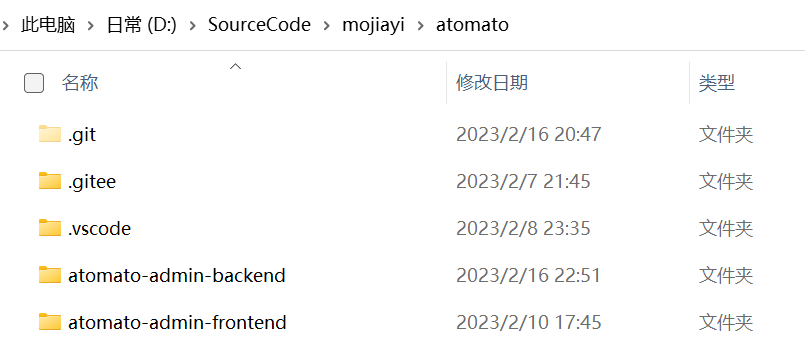 此电脑 日常 (D:) SourceCode mojiayi atomato
名称 修改日期 类型
.git 2023/2/16 20:47 文件夹
.gitee 2023/2/7 21:45 文件夹
.vscode 2023/2/8 23:35 文件夹
atomato-admin-backend 2023/2/16 22:51 文件夹
atomato-admin-frontend 2023/2/10 17:45 文件夹